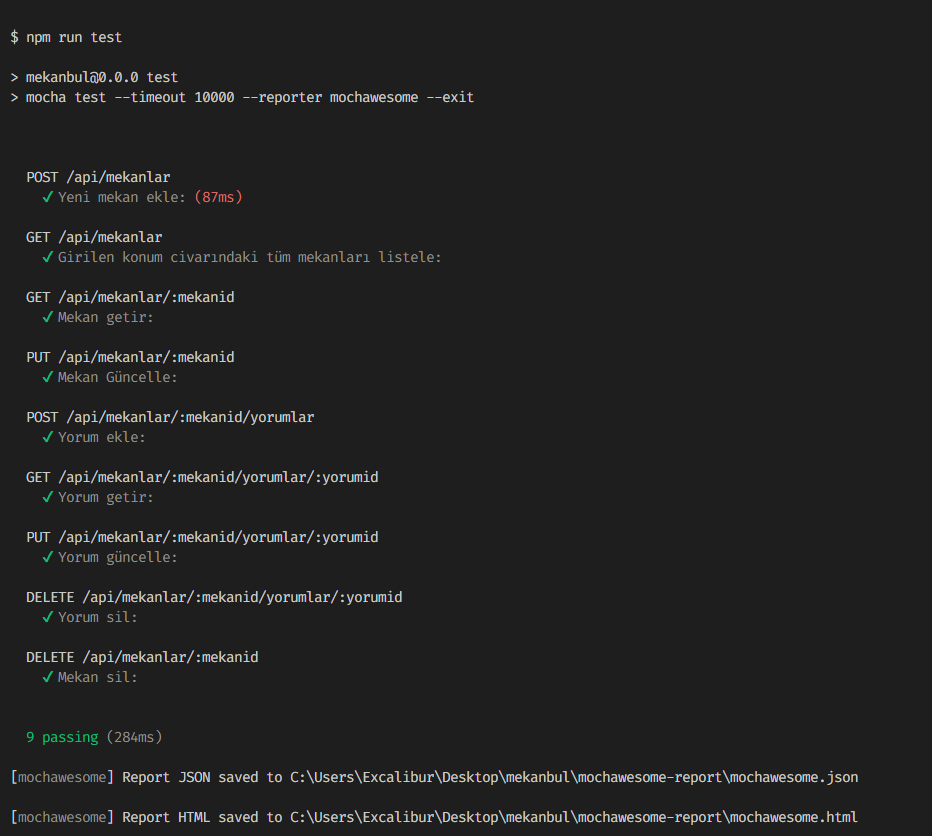 $ npm run test
> mekanbul@0.0.0 test
> mocha test --timeout 10000 --reporter mochawesome --exit
POST /api/mekanlar
✓ Yeni mekan ekle: (87ms)
GET /api/mekanlar
✓ Girilen konum civarındaki tüm mekanları listele:
GET /api/mekanlar/:mekanid
✓ Mekan getir:
PUT /api/mekanlar/:mekanid
✓ Mekan Güncelle:
POST /api/mekanlar/:mekanid/yorumlar
✓ Yorum ekle:
GET /api/mekanlar/:mekanid/yorumlar/:yorumid
✓ Yorum getir:
PUT /api/mekanlar/:mekanid/yorumlar/:yorumid
✓ Yorum güncelle:
DELETE /api/mekanlar/:mekanid/yorumlar/:yorumid
✓ Yorum sil:
DELETE /api/mekanlar/:mekanid
✓ Mekan sil:
9 passing (284ms)
[mochawesome] Report JSON saved to C:\Users\Excalibur\Desktop\mekanbul\mochawesome-report\mochawesome.json
[mochawesome] Report HTML saved to C:\Users\Excalibur\Desktop\mekanbul\mochawesome-report\mochawesome.html